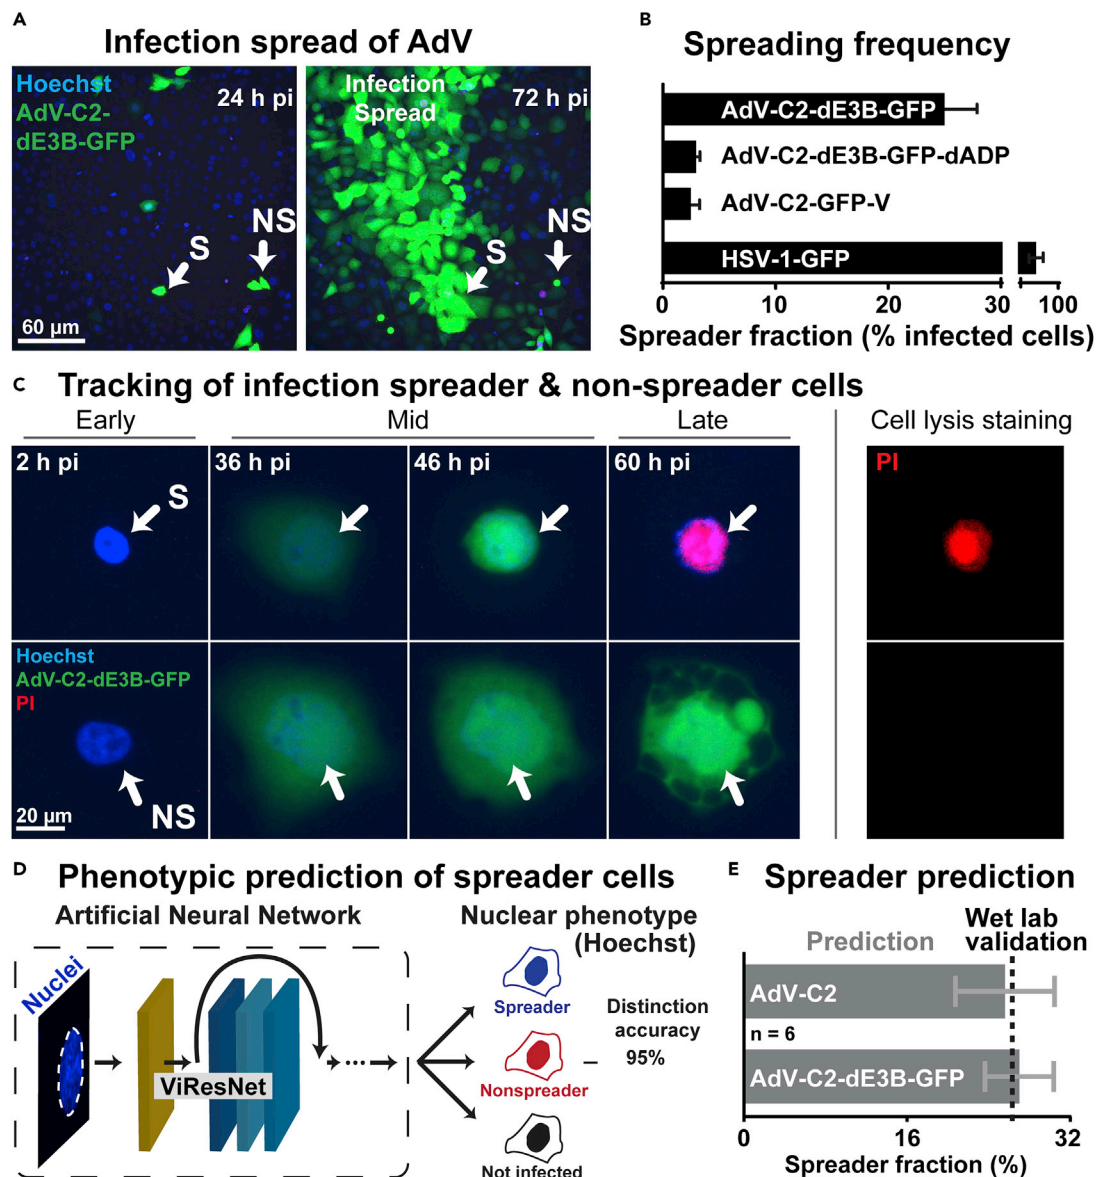 A
Infection spread of AdV
Hoechst
AdV-C2-
dE3B-GFP
24 h pi
S
NS
60 µm
Infection
Spread
72 h pi
NS
S
B
Spreading frequency
AdV-C2-dE3B-GFP
AdV-C2-dE3B-GFP-dADP
AdV-C2-GFP-V
HSV-1-GFP
0
10
20
30
100
Spreader fraction (% infected cells)
C
Tracking of infection spreader & non-spreader cells
Early
Mid
Late
Cell lysis staining
2 h pi
S
36 h pi
46 h pi
60 h pi
PI
Hoechst
AdV-C2-dE3B-GFP
PI
NS
20 µm
D
Phenotypic prediction of spreader cells
Artificial Neural Network
Nuclear phenotype
(Hoechst)
Nuclei
ViResNet
Spreader
Nonspreader
Not infected
Distinction
accuracy
95%
E
Spreader prediction
Prediction
Wet lab
validation
AdV-C2
n = 6
AdV-C2-dE3B-GFP
0
16
32
Spreader fraction (%)